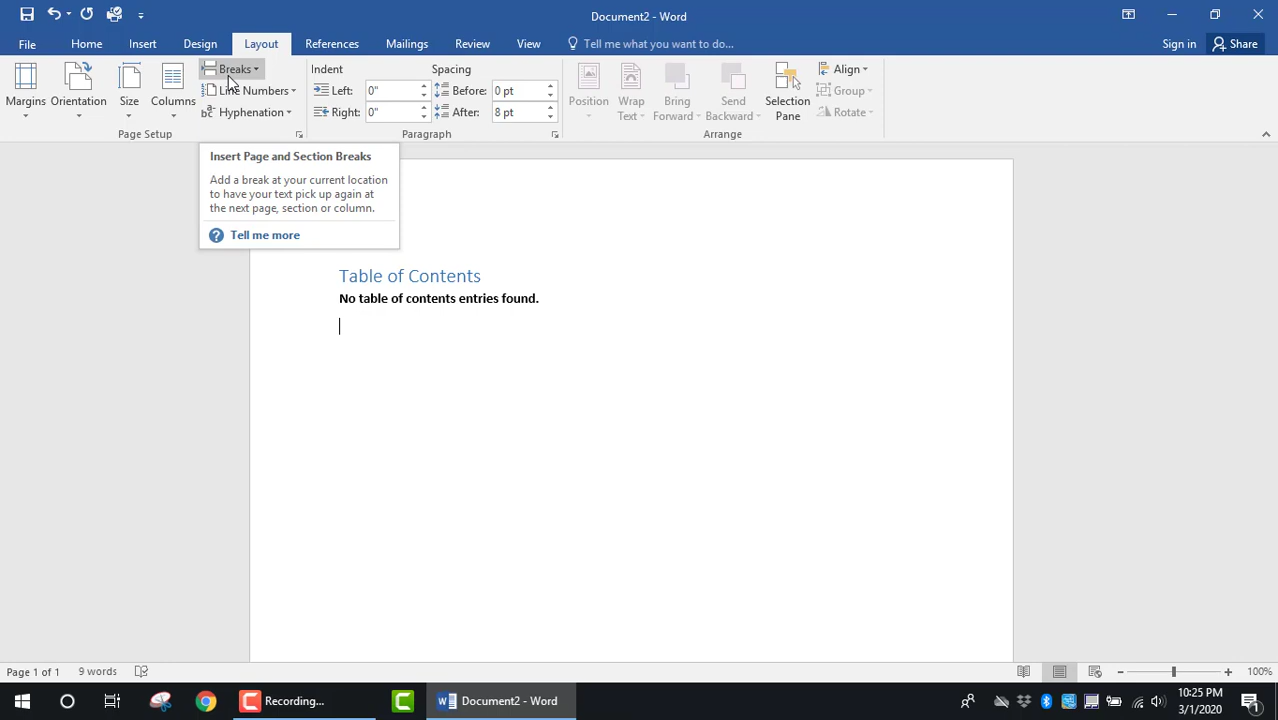 Document2 - Word
File Home Insert Design Layout References Mailings Review View Tell me what you want to do... Sign in Share
Margins
Orientation
Size
Columns
Breaks
Line Numbers
Hyphenation
Page Setup
Indent
Left: 0"
Right: 0"
Spacing
Before: 0 pt
After: 8 pt
Paragraph
Position
Wrap
Text
Bring
Forward
Send
Backward
Selection
Pane
Align
Group
Rotate
Arrange
Insert Page and Section Breaks
Add a break at your current location
to have your text pick up again at
the next page, section or column.
Tell me more
Table of Contents
No table of contents entries found.
Page 1 of 1 9 words 100%
Recording...
Document2 - Word
10:25 PM
3/1/2020